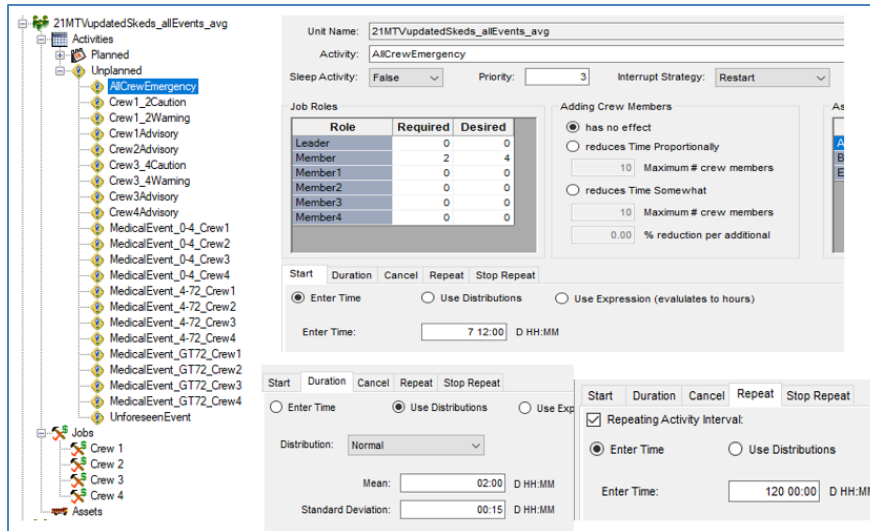 21MTVupdatedSkeds_allEvents_avg
Activities
Planned
Unplanned
AllCrewEmergency
Crew1_2Caution
Crew1_2Warning
Crew1Advisory
Crew2Advisory
Crew3_4Caution
Crew3_4Warning
Crew3Advisory
Crew4Advisory
MedicalEvent_0-4_Crew1
MedicalEvent_0-4_Crew2
MedicalEvent_0-4_Crew3
MedicalEvent_0-4_Crew4
MedicalEvent_4-72_Crew1
MedicalEvent_4-72_Crew2
MedicalEvent_4-72_Crew3
MedicalEvent_4-72_Crew4
MedicalEvent_GT72_Crew1
MedicalEvent_GT72_Crew2
MedicalEvent_GT72_Crew3
MedicalEvent_GT72_Crew4
UnforeseenEvent
Jobs
Crew 1
Crew 2
Crew 3
Crew 4
Assets
Unit Name: 21MTVupdatedSkeds_allEvents_avg
Activity: AllCrewEmergency
Sleep Activity: False Priority: 3 Interrupt Strategy: Restart
Job Roles
Role Required Desired
Leader 0 0
Member 2 4
Member1 0 0
Member2 0 0
Member3 0 0
Member4 0 0
Adding Crew Members
has no effect
reduces Time Proportionally
10 Maximum # crew members
reduces Time Somewhat
10 Maximum # crew members
0.00 % reduction per additional
As
A
B
E
Start Duration Cancel Repeat Stop Repeat
Enter Time Use Distributions Use Expression (evalulates to hours)
Enter Time: 7 12:00 D HH:MM
Start Duration Cancel Repeat Stop Repeat
Enter Time Use Distributions Use Exp
Distribution: Normal
Mean: 02:00 D HH:MM
Standard Deviation: 00:15 D HH:MM
Start Duration Cancel Repeat Stop Repeat
Repeating Activity Interval:
Enter Time Use Distributions
Enter Time: 120 00:00 D HH:MM